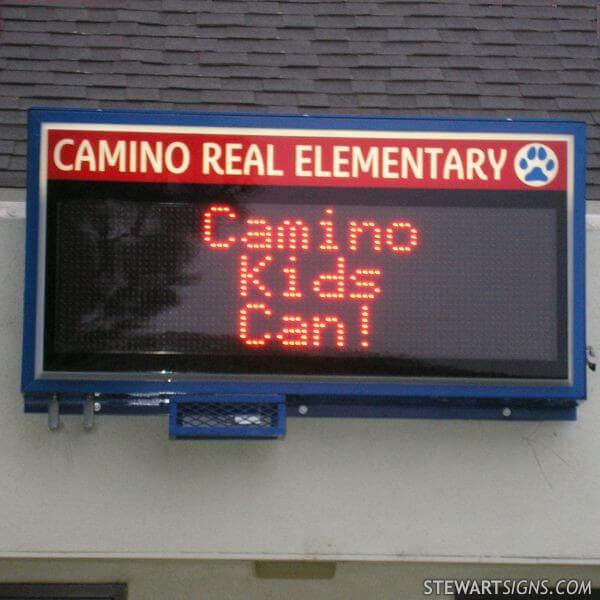 CAMINO REAL ELEMENTARY
Camino
Kids
Can!
STEWARTSIGNS.COM